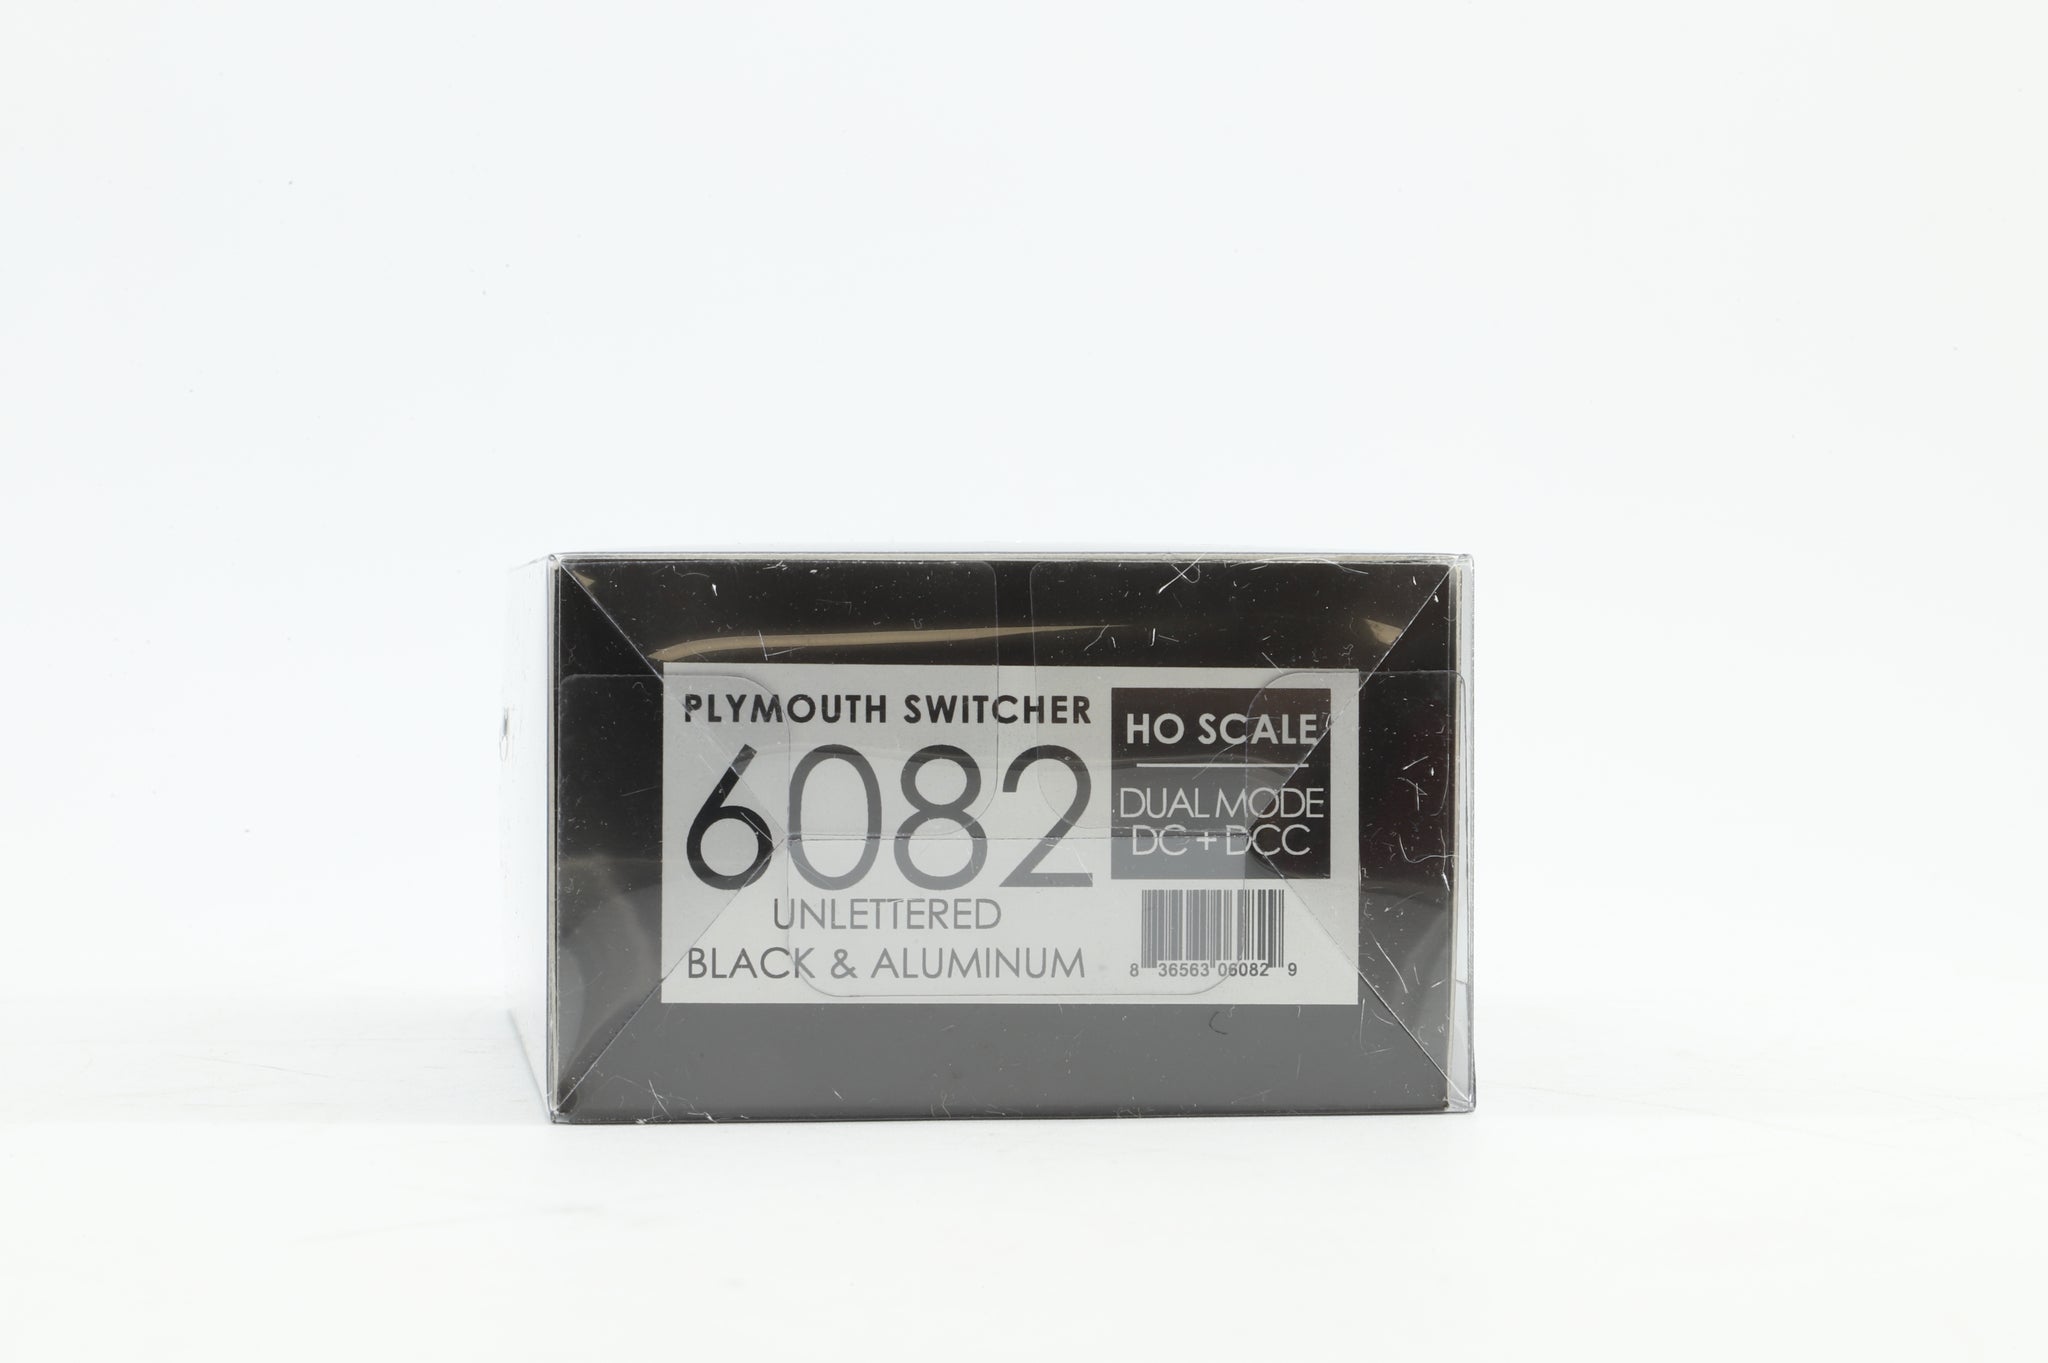 PLYMOUTH SWITCHER
6082
UNLETTERED
BLACK & ALUMINUM
HO SCALE
DUAL MODE
DC + DCC
8 36563 06082 9